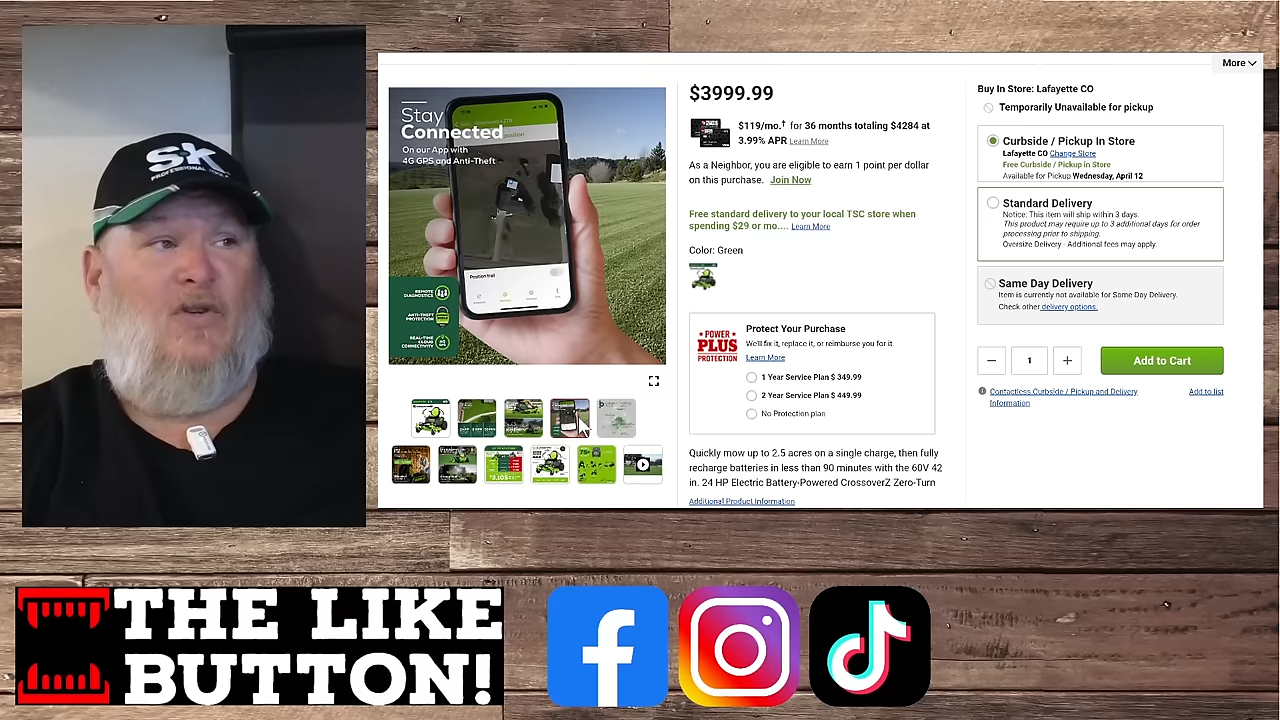 SK
PROFESSIONAL TOOLS
More
Stay
Connected
On our App with
4G GPS and Anti-Theft
Position trail
REMOTE
DIAGNOSTICS
ANTI-THEFT
PROTECTION
REAL-TIME
CLOUD
CONNECTIVITY
$3999.99
$119/mo.† for 36 months totaling $4284 at
3.99% APR Learn More
As a Neighbor, you are eligible to earn 1 point per dollar
on this purchase. Join Now
Free standard delivery to your local TSC store when
spending $29 or mo.... Learn More
Color: Green
POWER
PLUS
PROTECTION
Protect Your Purchase
We'll fix it, replace it, or reimburse you for it.
Learn More
1 Year Service Plan $ 349.99
2 Year Service Plan $ 449.99
No Protection plan
Quickly mow up to 2.5 acres on a single charge, then fully
recharge batteries in less than 90 minutes with the 60V 42
in. 24 HP Electric Battery-Powered CrossoverZ Zero-Turn
Additional Product Information
Buy In Store: Lafayette CO
Temporarily Unavailable for pickup
Curbside / Pickup In Store
Lafayette CO Change Store
Free Curbside / Pickup in Store
Available for Pickup Wednesday, April 12
Standard Delivery
Notice: This item will ship within 3 days.
This product may require up to 3 additional days for order
processing prior to shipping.
Oversize Delivery - Additional fees may apply.
Same Day Delivery
Item is currently not available for Same Day Delivery.
Check other delivery options.
1
Add to Cart
Contactless Curbside / Pickup and Delivery
Information
Add to list
THE LIKE
BUTTON!